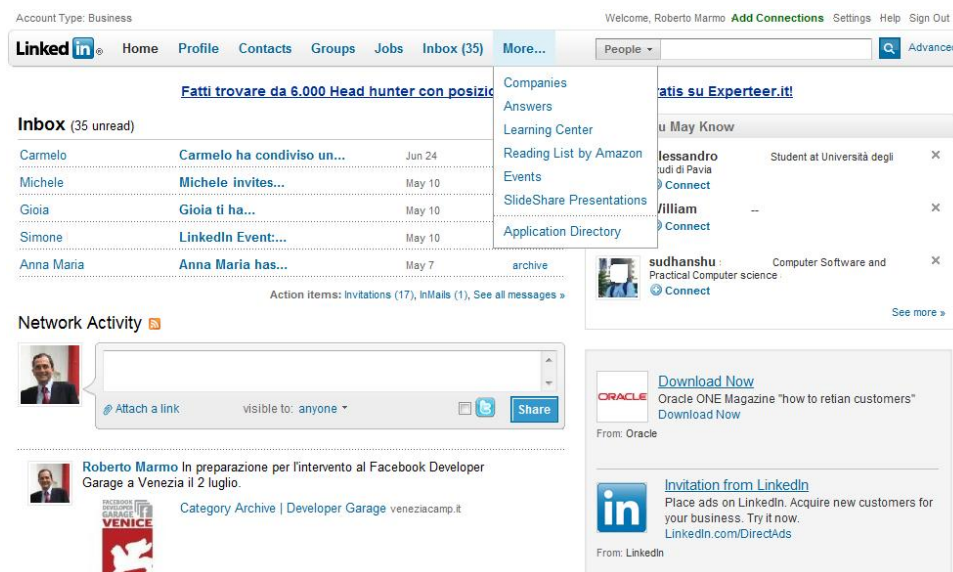 Account Type: Business
Welcome, Roberto Marmo Add Connections Settings Help Sign Out
Linked in Home Profile Contacts Groups Jobs Inbox (35) More... People Advance
Fatti trovare da 6.000 Head hunter con posizi atis su Experteer.it!
Companies
Answers
Learning Center
Reading List by Amazon
Events
SlideShare Presentations
Application Directory
Inbox (35 unread)
Carmelo Carmelo ha condiviso un... Jun 24
Michele Michele invites... May 10
Gioia Gioia ti ha... May 10
Simone LinkedIn Event:... May 10
Anna Maria Anna Maria has... May 7 archive
Action items: Invitations (17), InMails (1), See all messages »
u May Know
lessandro Student at Università degli
tudi di Pavia
Connect
William --
Connect
sudhanshu : Computer Software and
Practical Computer science
Connect
See more »
Network Activity
Attach a link visible to: anyone Share
Roberto Marmo In preparazione per l'intervento al Facebook Developer
Garage a Venezia il 2 luglio.
FACEBOOK
DEVELOPER
GARAGE
VENICE
Category Archive | Developer Garage veneziacamp.it
ORACLE
Download Now
Oracle ONE Magazine "how to retian customers"
Download Now
From: Oracle
in
Invitation from LinkedIn
Place ads on LinkedIn. Acquire new customers for
your business. Try it now.
LinkedIn.com/DirectAds
From: LinkedIn